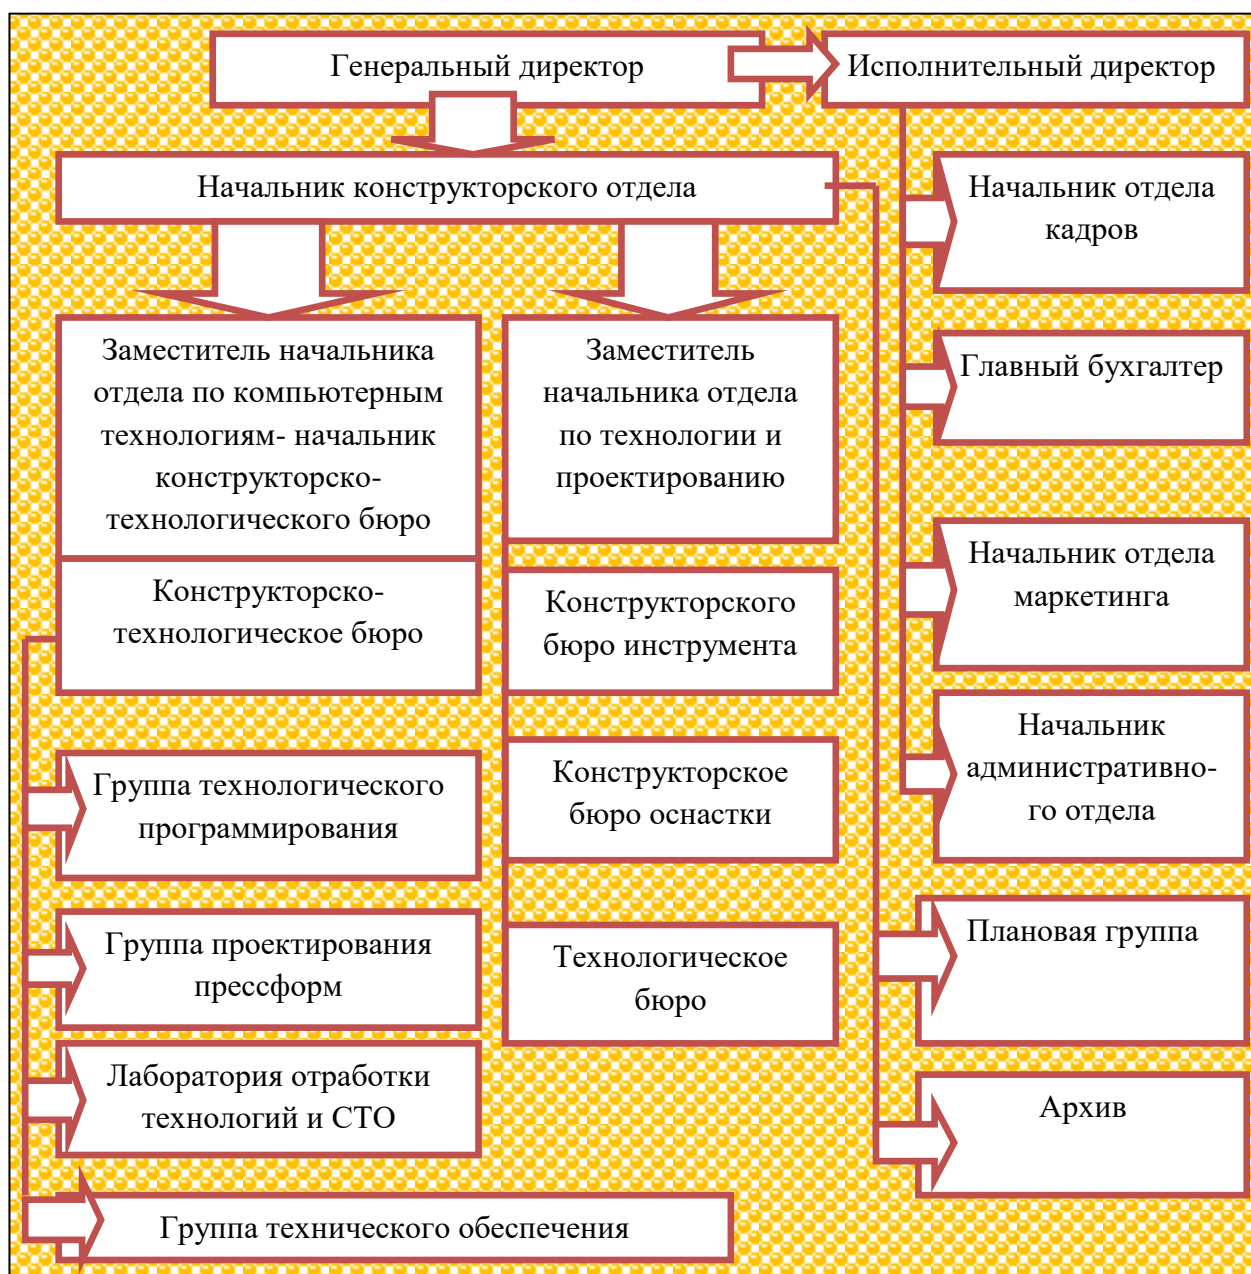 Генеральный директор
Исполнительный директор
Начальник конструкторского отдела
Начальник отдела
кадров
Заместитель начальника
отдела по компьютерным
технологиям- начальник
конструкторско-
технологического бюро
Заместитель
начальника отдела
по технологии и
проектированию
Главный бухгалтер
Начальник отдела
маркетинга
Конструкторско-
технологическое бюро
Конструкторского
бюро инструмента
Начальник
административно-
го отдела
Группа технологического
программирования
Конструкторское
бюро оснастки
Группа проектирования
прессформ
Технологическое
бюро
Плановая группа
Лаборатория отработки
технологий и СТО
Архив
Группа технического обеспечения